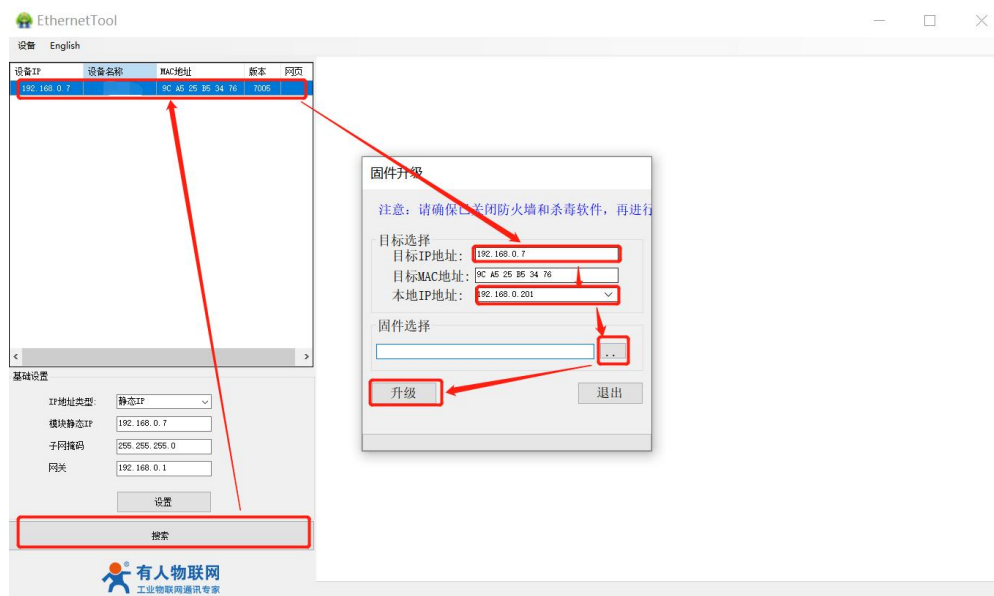 EthernetTool
设备 English
设备IP 设备名称 MAC地址 版本 网页
192.168.0.7 9C A5 25 B5 34 76 7005
固件升级
注意：请确保已关闭防火墙和杀毒软件，再进行
目标选择
目标IP地址： 192.168.0.7
目标MAC地址： 9C A5 25 B5 34 76
本地IP地址： 192.168.0.201
固件选择
..
升级 退出
基础设置
IP地址类型: 静态IP
模块静态IP 192.168.0.7
子网掩码 255.255.255.0
网关 192.168.0.1
设置
搜索
有人物联网
工业物联网通讯专家